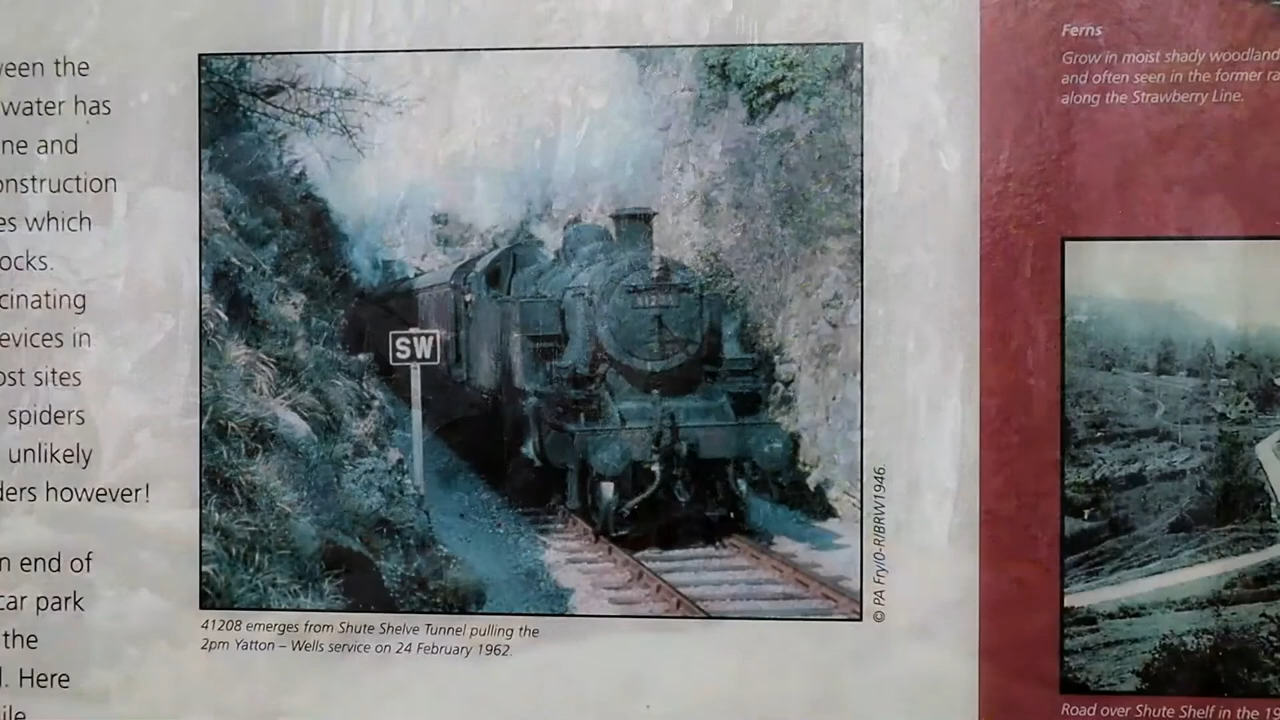 ween the
water has
ne and
onstruction
es which
ocks.
cinating
evices in
ost sites
spiders
unlikely
ders however!
n end of
car park
the
l. Here
ile
SW
41208
41208 emerges from Shute Shelve Tunnel pulling the
2pm Yatton – Wells service on 24 February 1962.
© PA Fry/0-R/BRW1946.
Ferns
Grow in moist shady woodland
and often seen in the former ra
along the Strawberry Line.
Road over Shute Shelf in the 19